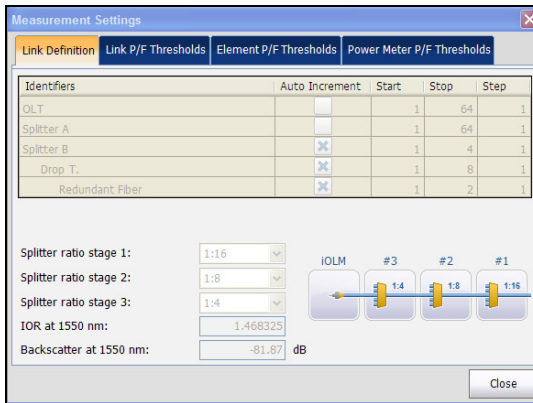 Measurement Settings
Link Definition Link P/F Thresholds Element P/F Thresholds Power Meter P/F Thresholds
Identifiers Auto Increment Start Stop Step
OLT 1 64 1
Splitter A 1 64 1
Splitter B 1 4 1
Drop T. 1 8 1
Redundant Fiber 1 2 1
Splitter ratio stage 1: 1:16
Splitter ratio stage 2: 1:8
Splitter ratio stage 3: 1:4
IOR at 1550 nm: 1.468325
Backscatter at 1550 nm: -81.87 dB
iOLM #3 #2 #1
1:4 1:8 1:16
Close